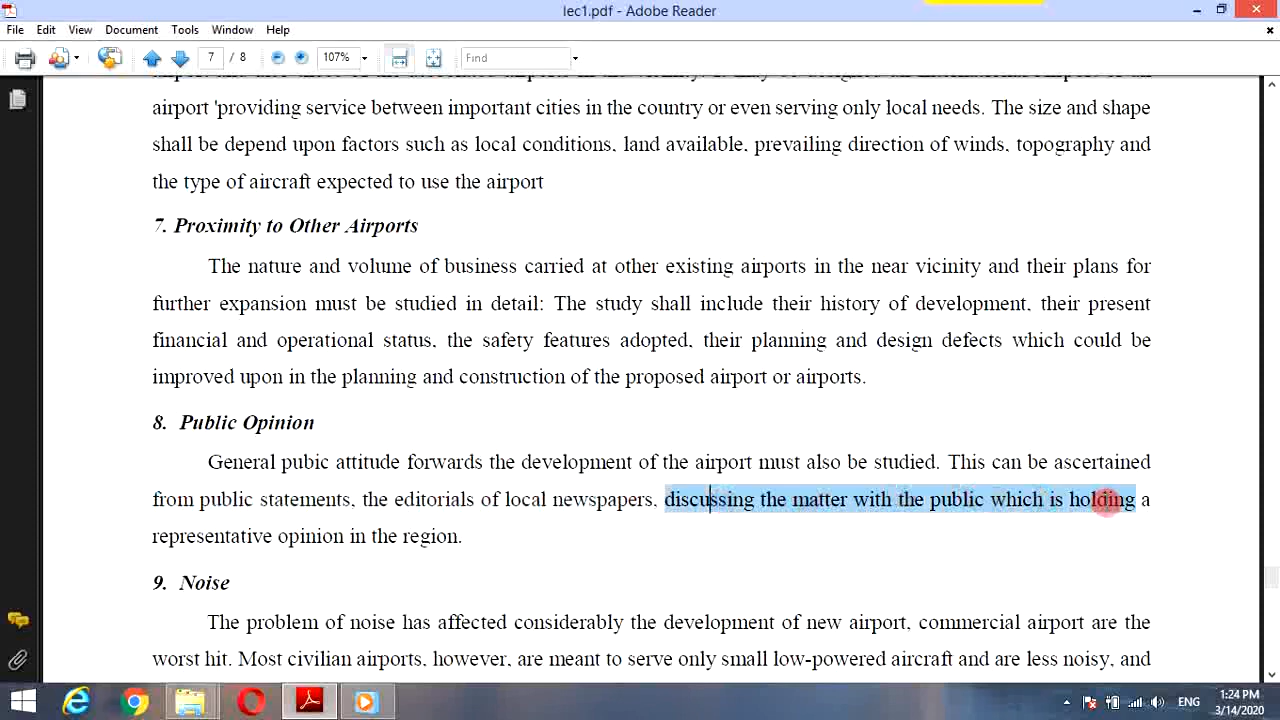 lec1.pdf - Adobe Reader
File Edit View Document Tools Window Help
7 / 8 107% Find
airport 'providing service between important cities in the country or even serving only local needs. The size and shape
shall be depend upon factors such as local conditions, land available, prevailing direction of winds, topography and
the type of aircraft expected to use the airport
7. Proximity to Other Airports
The nature and volume of business carried at other existing airports in the near vicinity and their plans for
further expansion must be studied in detail: The study shall include their history of development, their present
financial and operational status, the safety features adopted, their planning and design defects which could be
improved upon in the planning and construction of the proposed airport or airports.
8. Public Opinion
General pubic attitude forwards the development of the airport must also be studied. This can be ascertained
from public statements, the editorials of local newspapers, discussing the matter with the public which is holding a
representative opinion in the region.
9. Noise
The problem of noise has affected considerably the development of new airport, commercial airport are the
worst hit. Most civilian airports, however, are meant to serve only small low-powered aircraft and are less noisy, and
ENG
1:24 PM
3/14/2020